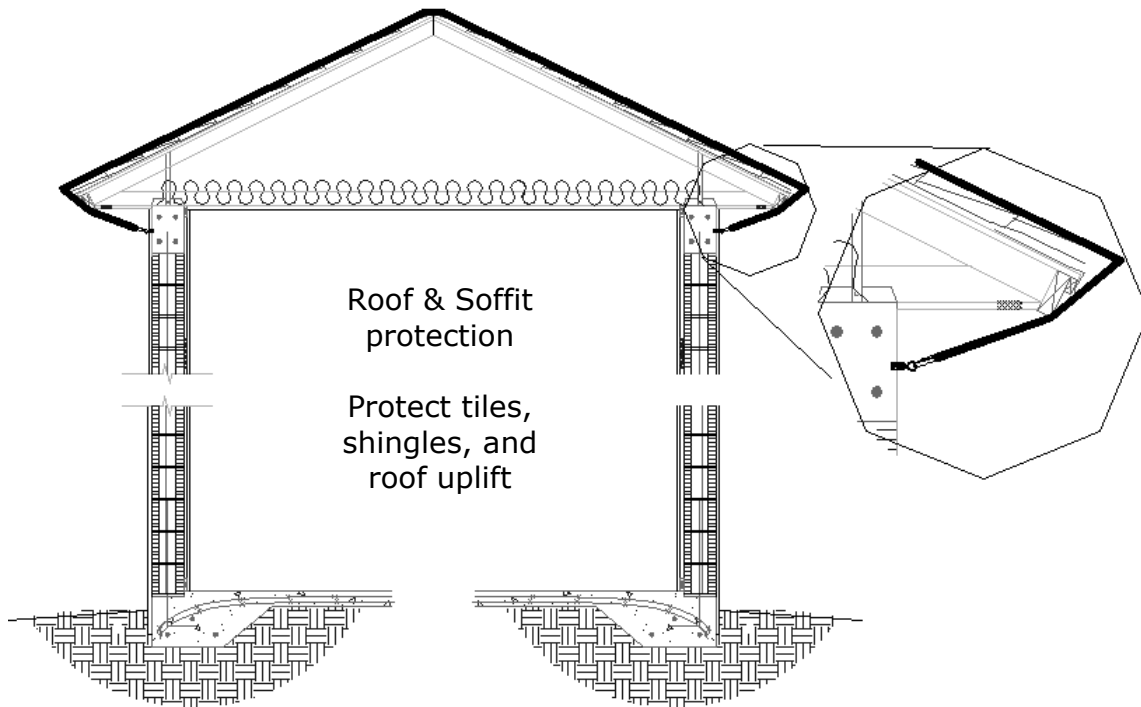 Roof & Soffit
protection
Protect tiles,
shingles, and
roof uplift